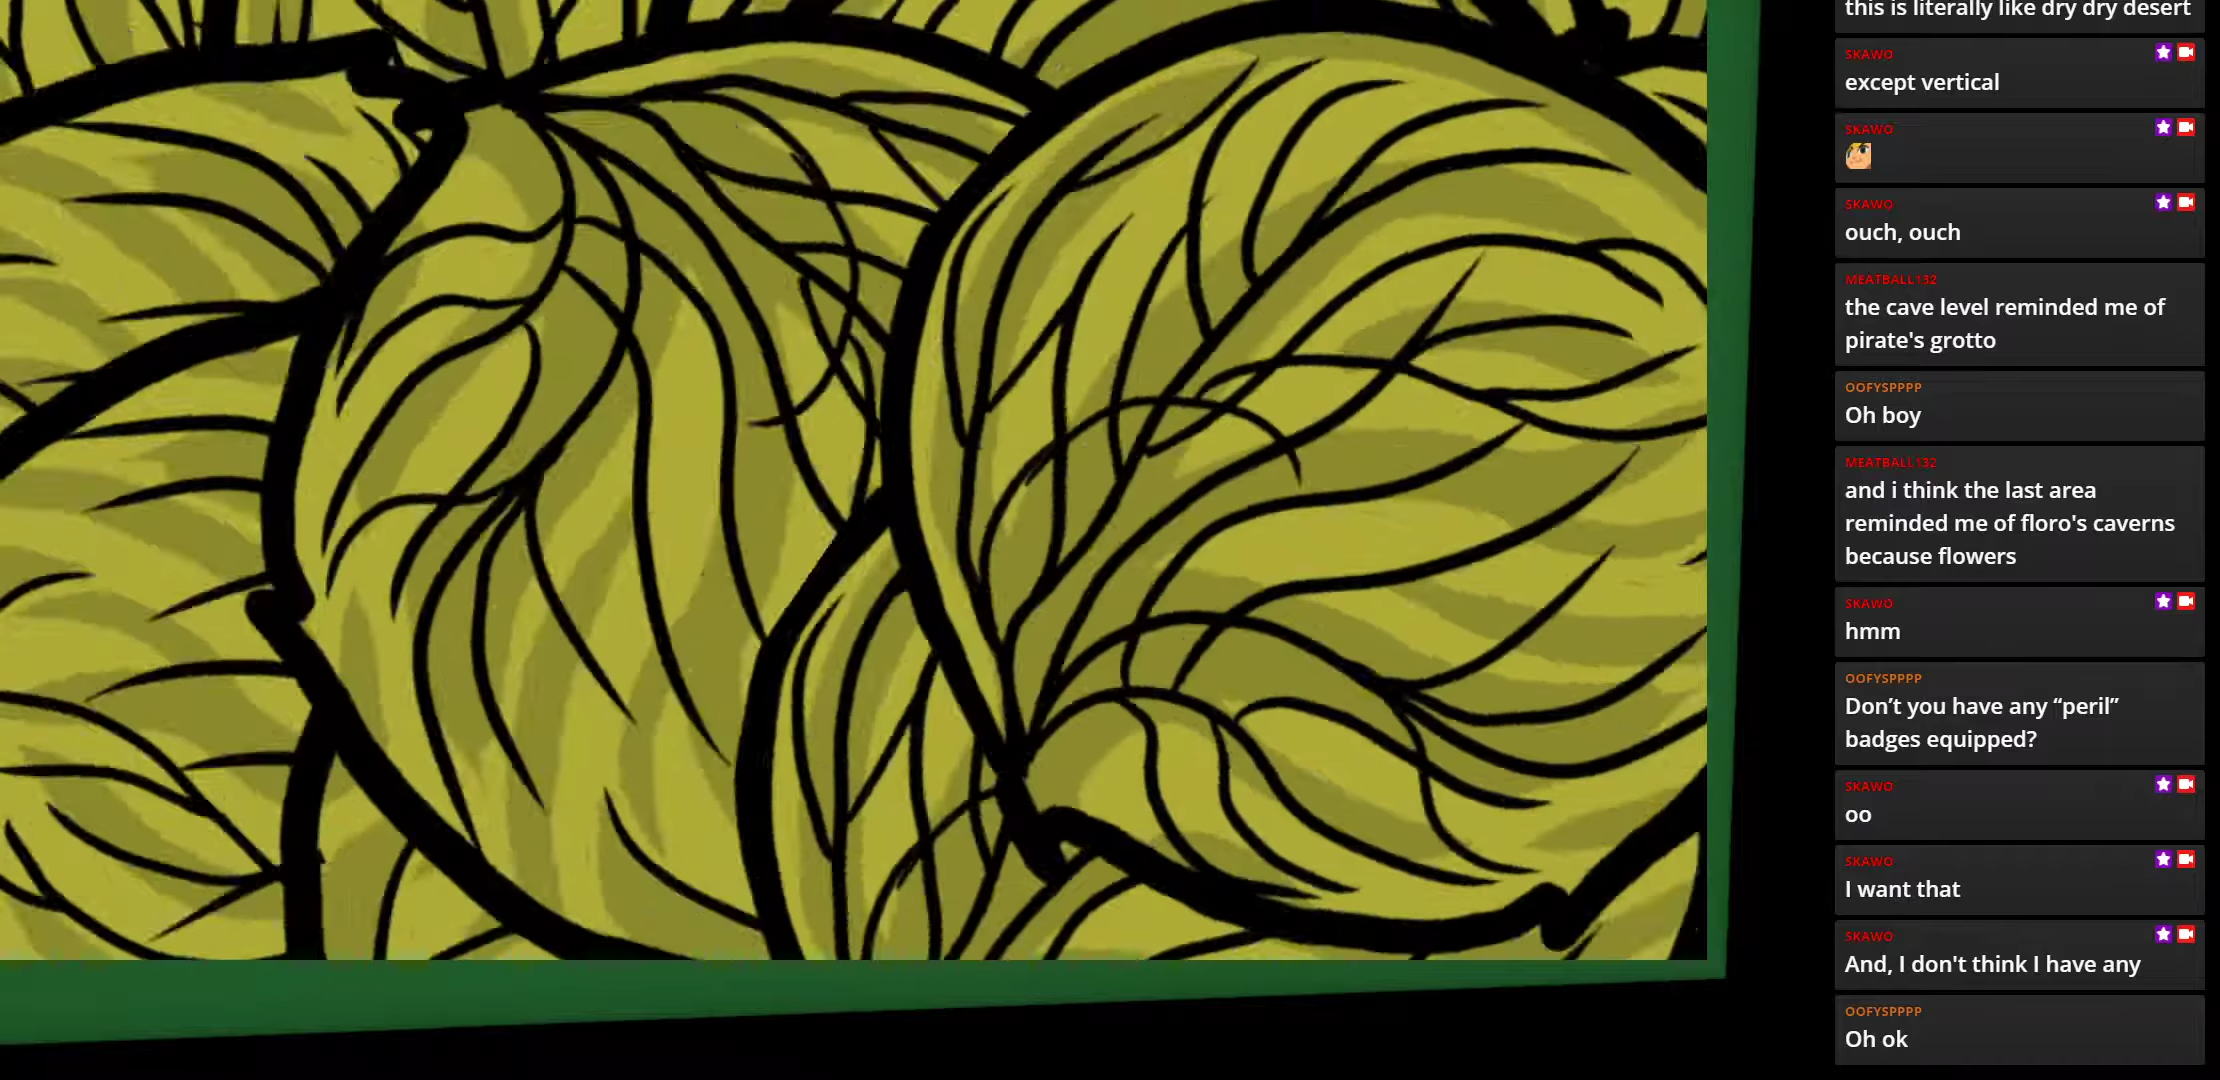 this is literally like dry dry desert
SKAWO
except vertical
SKAWO
SKAWO
ouch, ouch
MEATBALL132
the cave level reminded me of
pirate's grotto
OOFYSPPPP
Oh boy
MEATBALL132
and i think the last area
reminded me of floro's caverns
because flowers
SKAWO
hmm
OOFYSPPPP
Don’t you have any “peril”
badges equipped?
SKAWO
oo
SKAWO
I want that
SKAWO
And, I don't think I have any
OOFYSPPPP
Oh ok